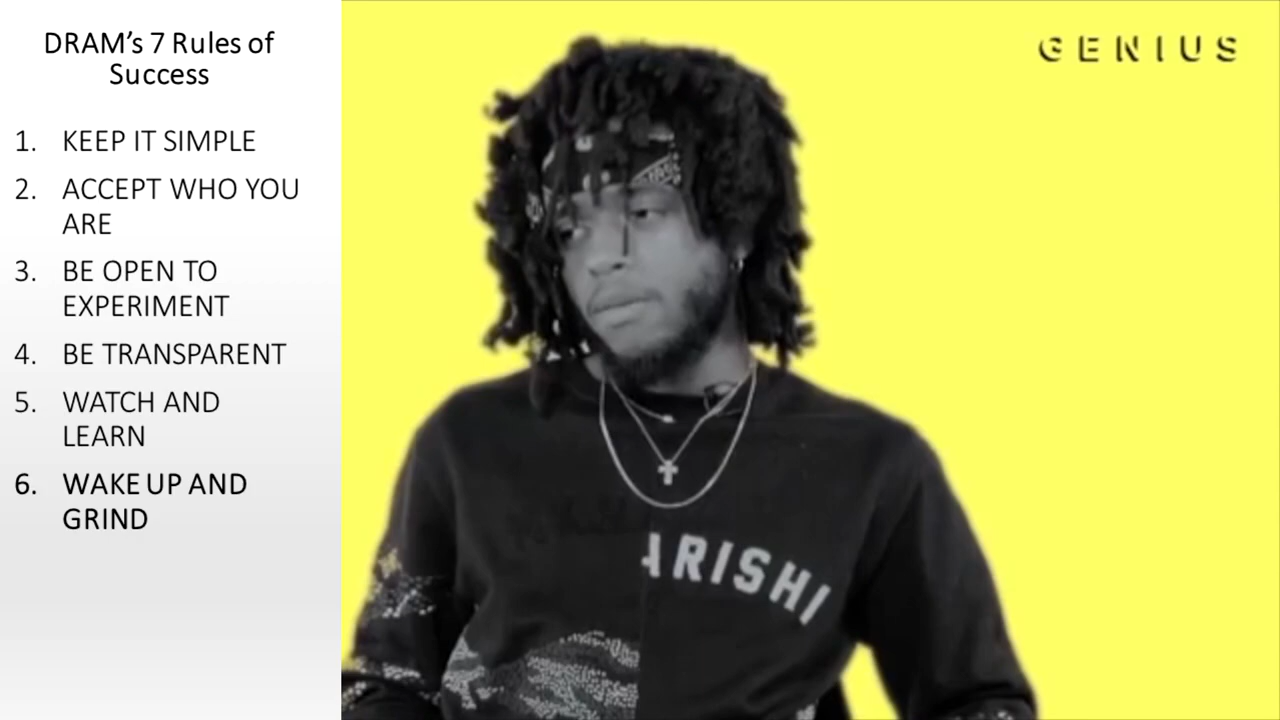 DRAM's 7 Rules of
Success
1. KEEP IT SIMPLE
2. ACCEPT WHO YOU
ARE
3. BE OPEN TO
EXPERIMENT
4. BE TRANSPARENT
5. WATCH AND
LEARN
6. WAKE UP AND
GRIND
GENIUS
ARISHI